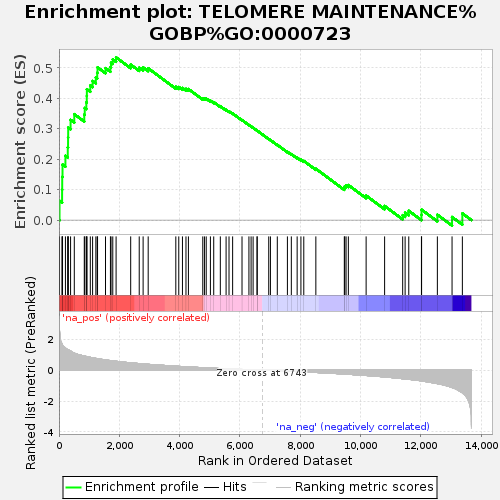 Enrichment plot: TELOMERE MAINTENANCE%
GOBP%GO:0000723
Enrichment score (ES)
0.5
0.4
0.3
0.2
0.1
0.0
'na_pos' (positively correlated)
Ranked list metric (PreRanked)
2
0
-2
-4
Zero cross at 6743
'na_neg' (negatively correlated)
0
2,000
4,000
6,000
8,000
10,000
12,000
14,000
Rank in Ordered Dataset
Enrichment profile
Hits
Ranking metric scores